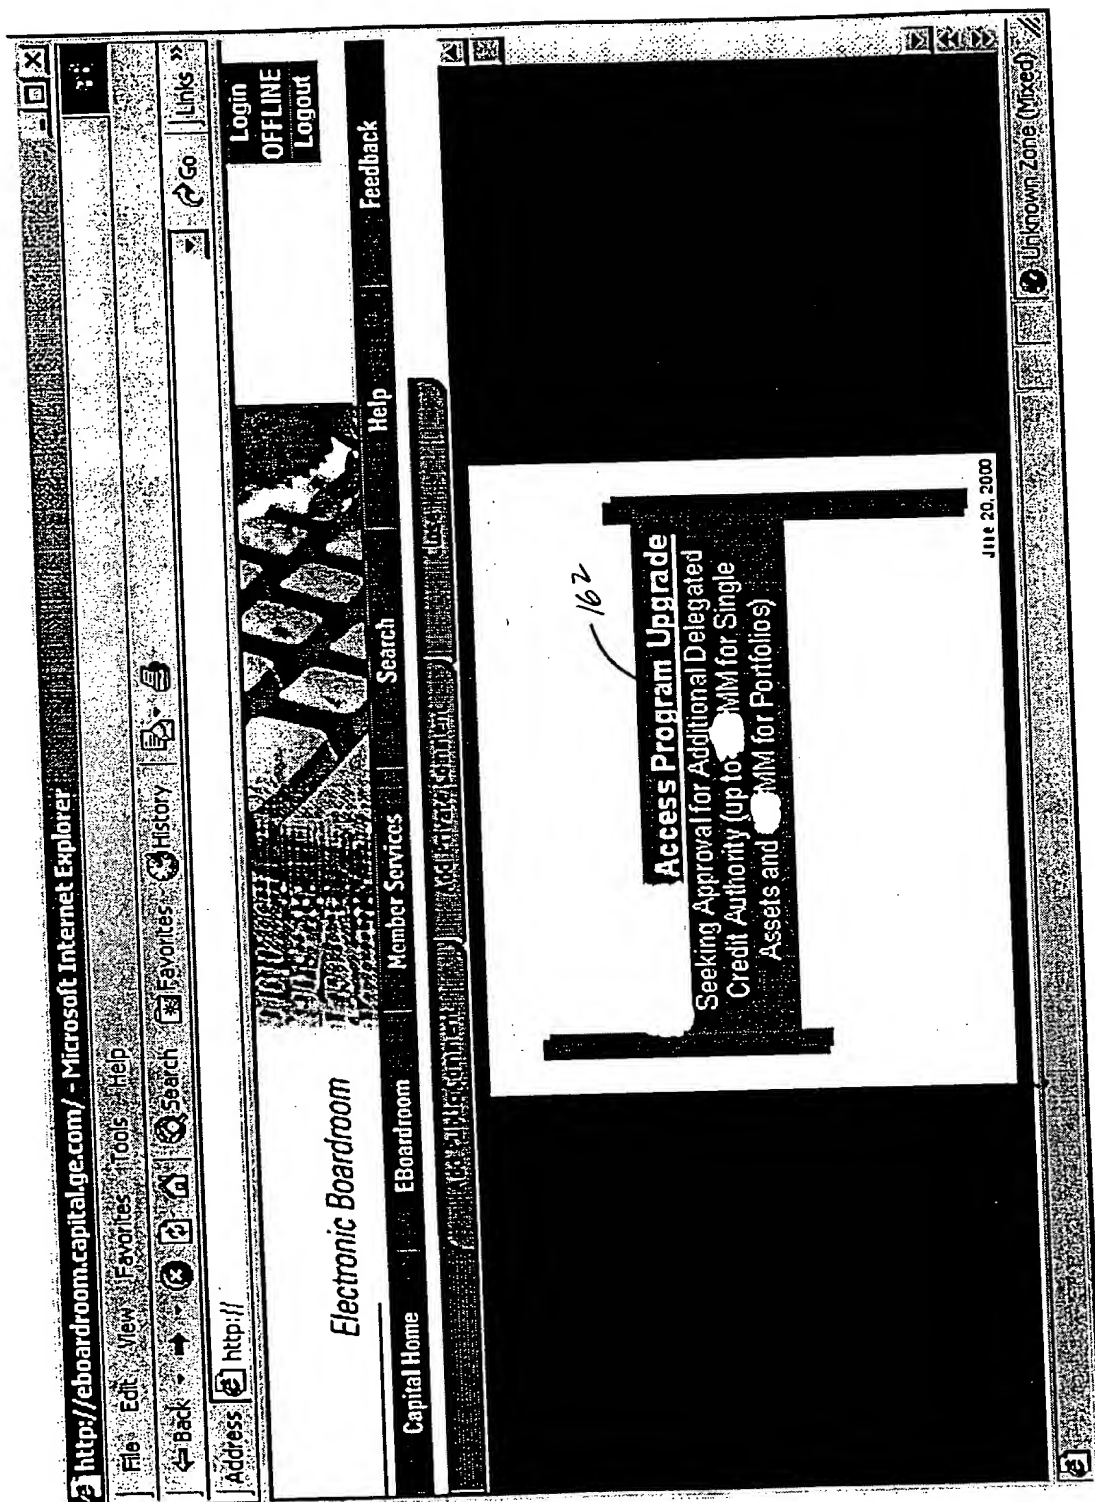 http://eboardroom.capital.ge.com/ - Microsoft Internet Explorer
File Edit View Favorites Tools Help
Back Search Favorites History
Address http:// Go Links »
Login
OFFLINE
Logout
Electronic Boardroom
Capital Home EBoardroom Member Services Search Help Feedback
162
Access Program Upgrade
Seeking Approval for Additional Delegated
Credit Authority (up to MM for Single
Assets and MM for Portfolios)
June 20, 2000
Unknown Zone (Mixed)